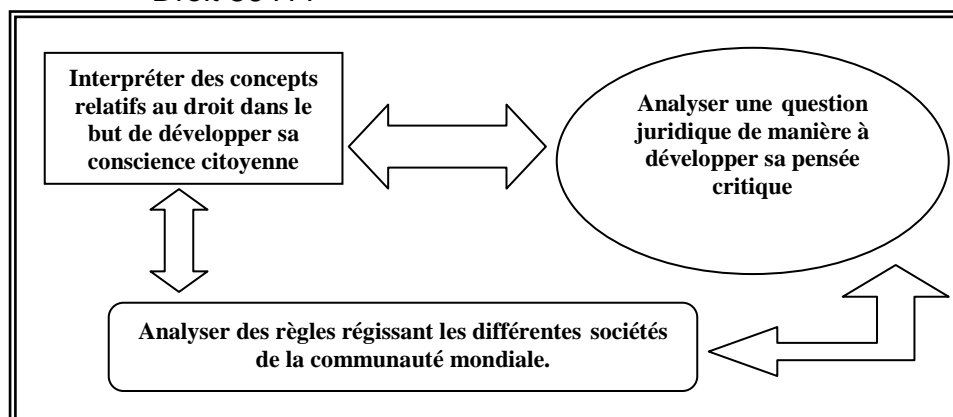 Interpréter des concepts
relatifs au droit dans le
but de développer sa
conscience citoyenne
Analyser une question
juridique de manière à
développer sa pensée
critique
Analyser des règles régissant les différentes sociétés
de la communauté mondiale.